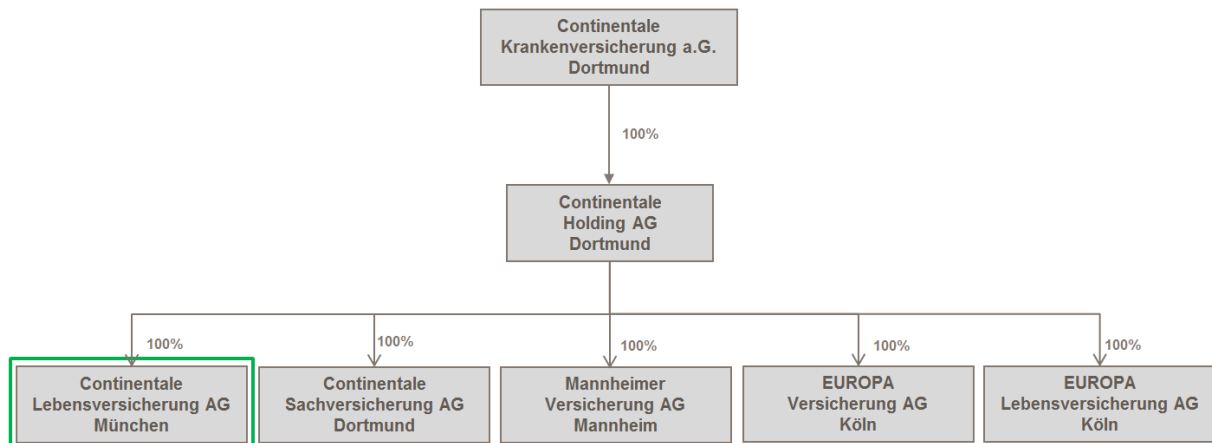 Continentale
Krankenversicherung a.G.
Dortmund
100%
Continentale
Holding AG
Dortmund
100%
100%
100%
100%
100%
Continentale
Lebensversicherung AG
München
Continentale
Sachversicherung AG
Dortmund
Mannheimer
Versicherung AG
Mannheim
EUROPA
Versicherung AG
Köln
EUROPA
Lebensversicherung AG
Köln